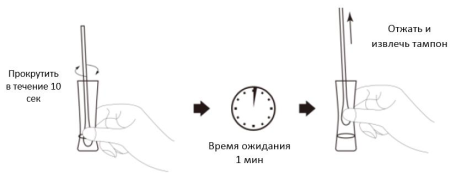 Прокрутить
в течение 10
сек
Время ожидания
1 мин
Отжать и
извлечь тампон